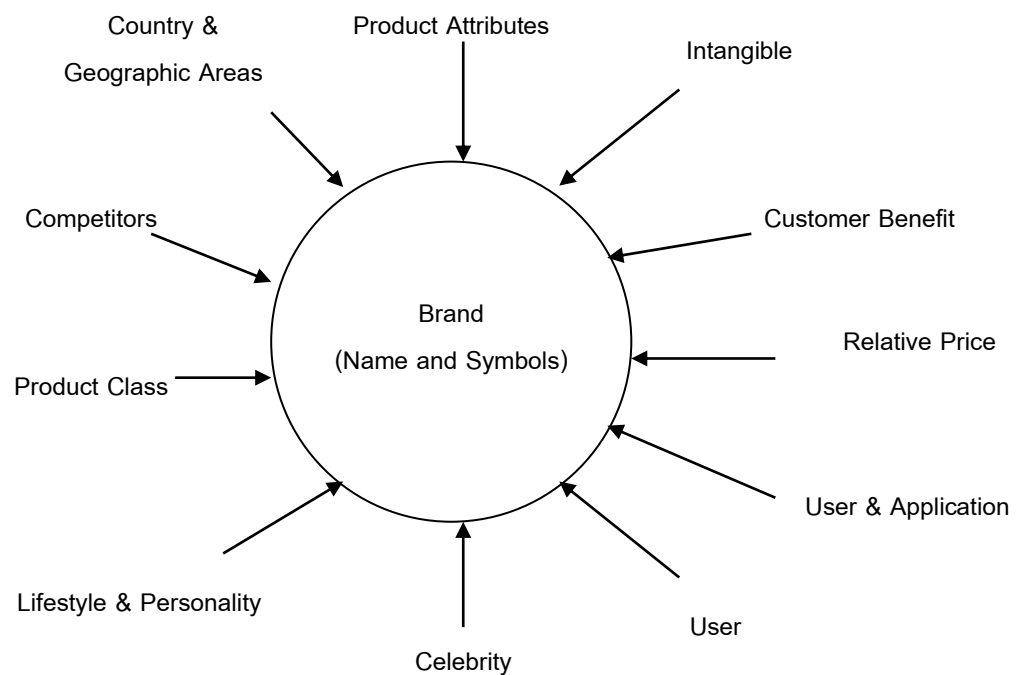 Country &
Geographic Areas
Product Attributes
Intangible
Competitors
Customer Benefit
Brand
(Name and Symbols)
Relative Price
Product Class
User & Application
Lifestyle & Personality
User
Celebrity